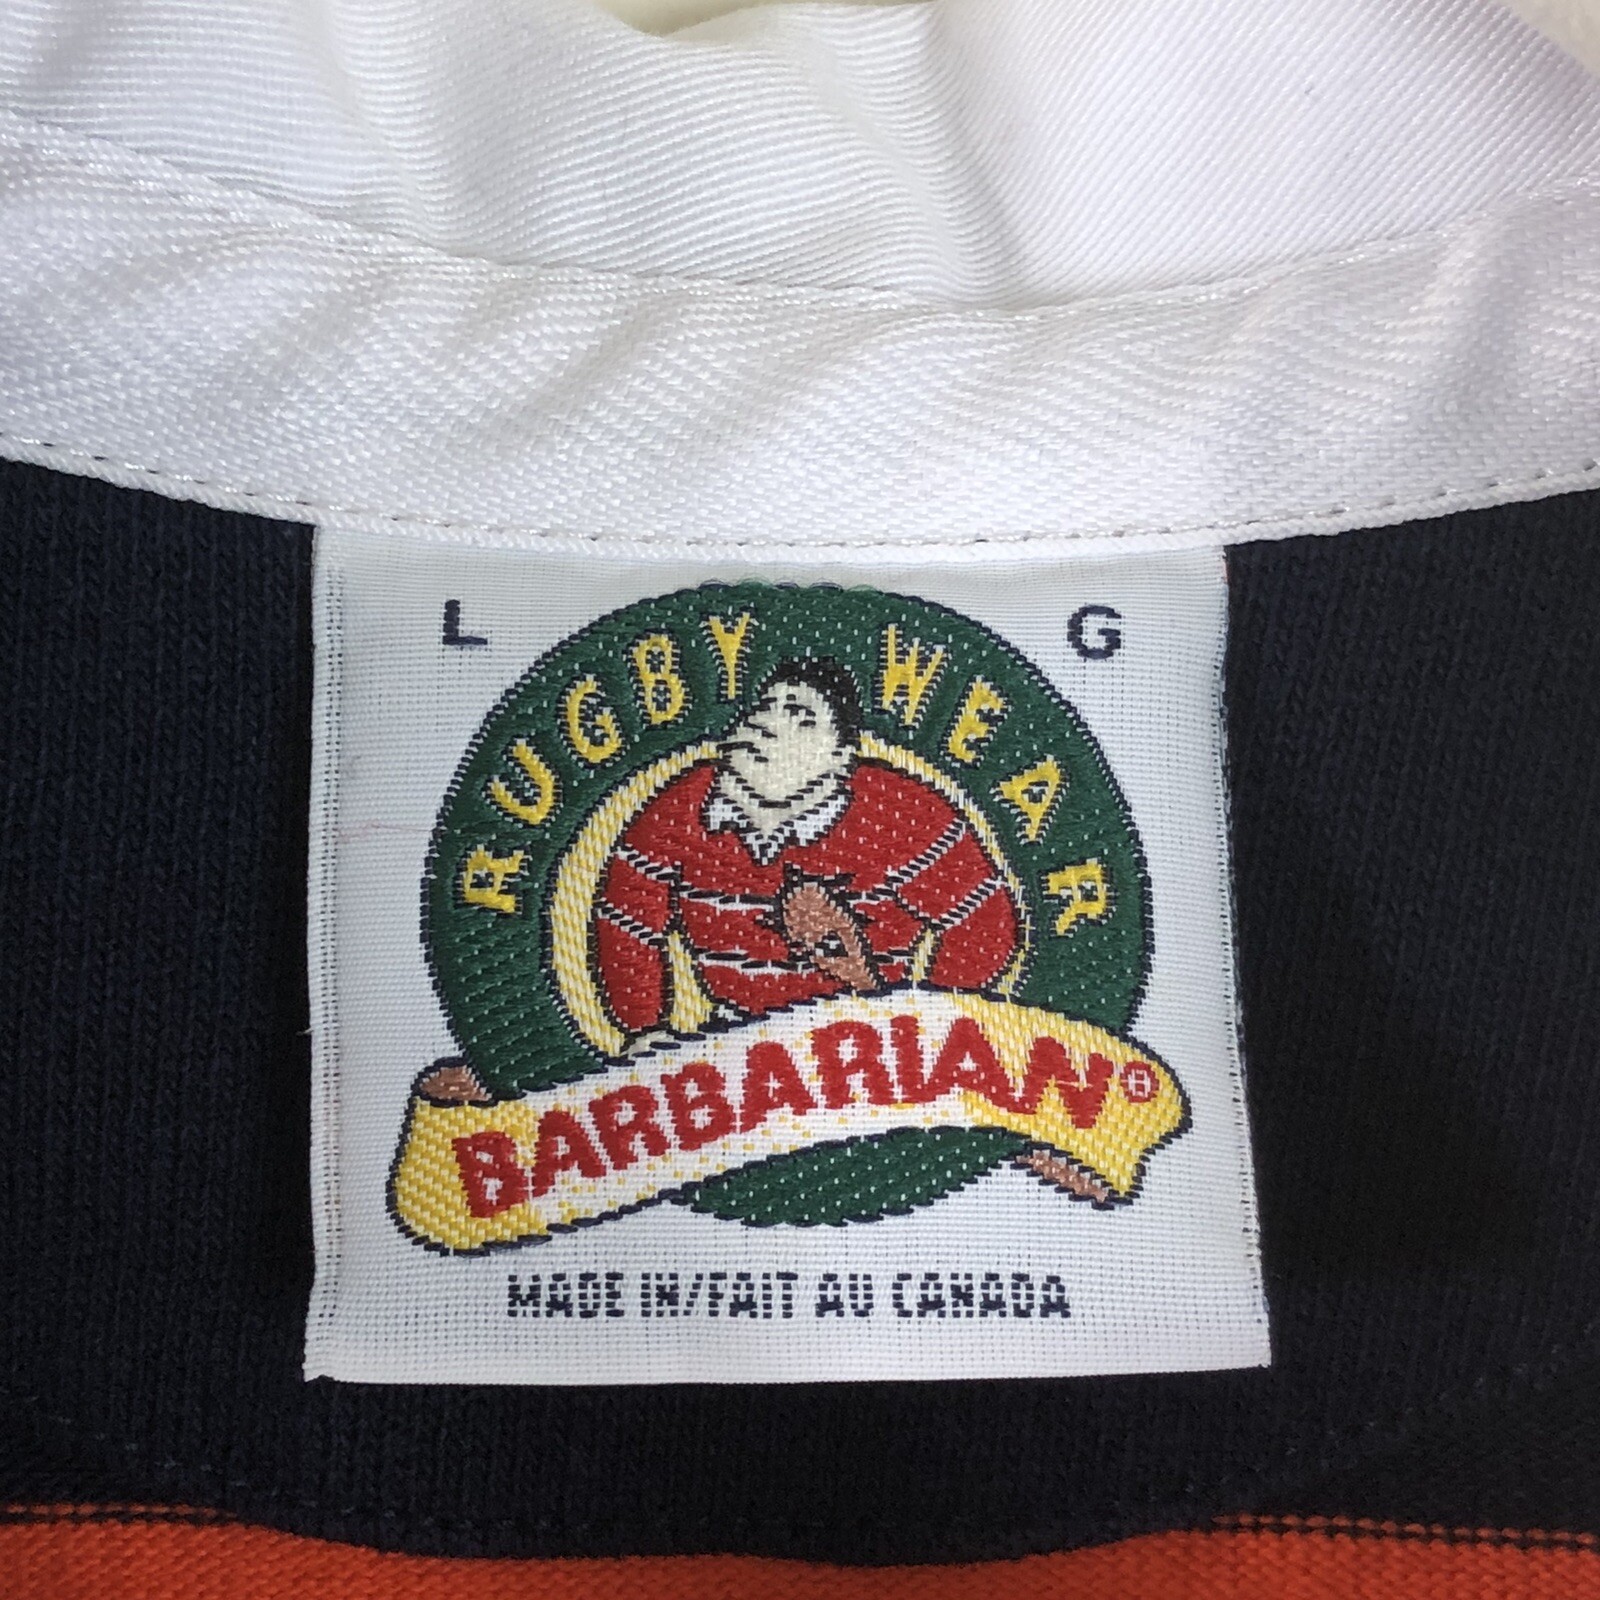 L G
RUGBY WEAR
BARBARIAN®
MADE IN/FAIT AU CANADA